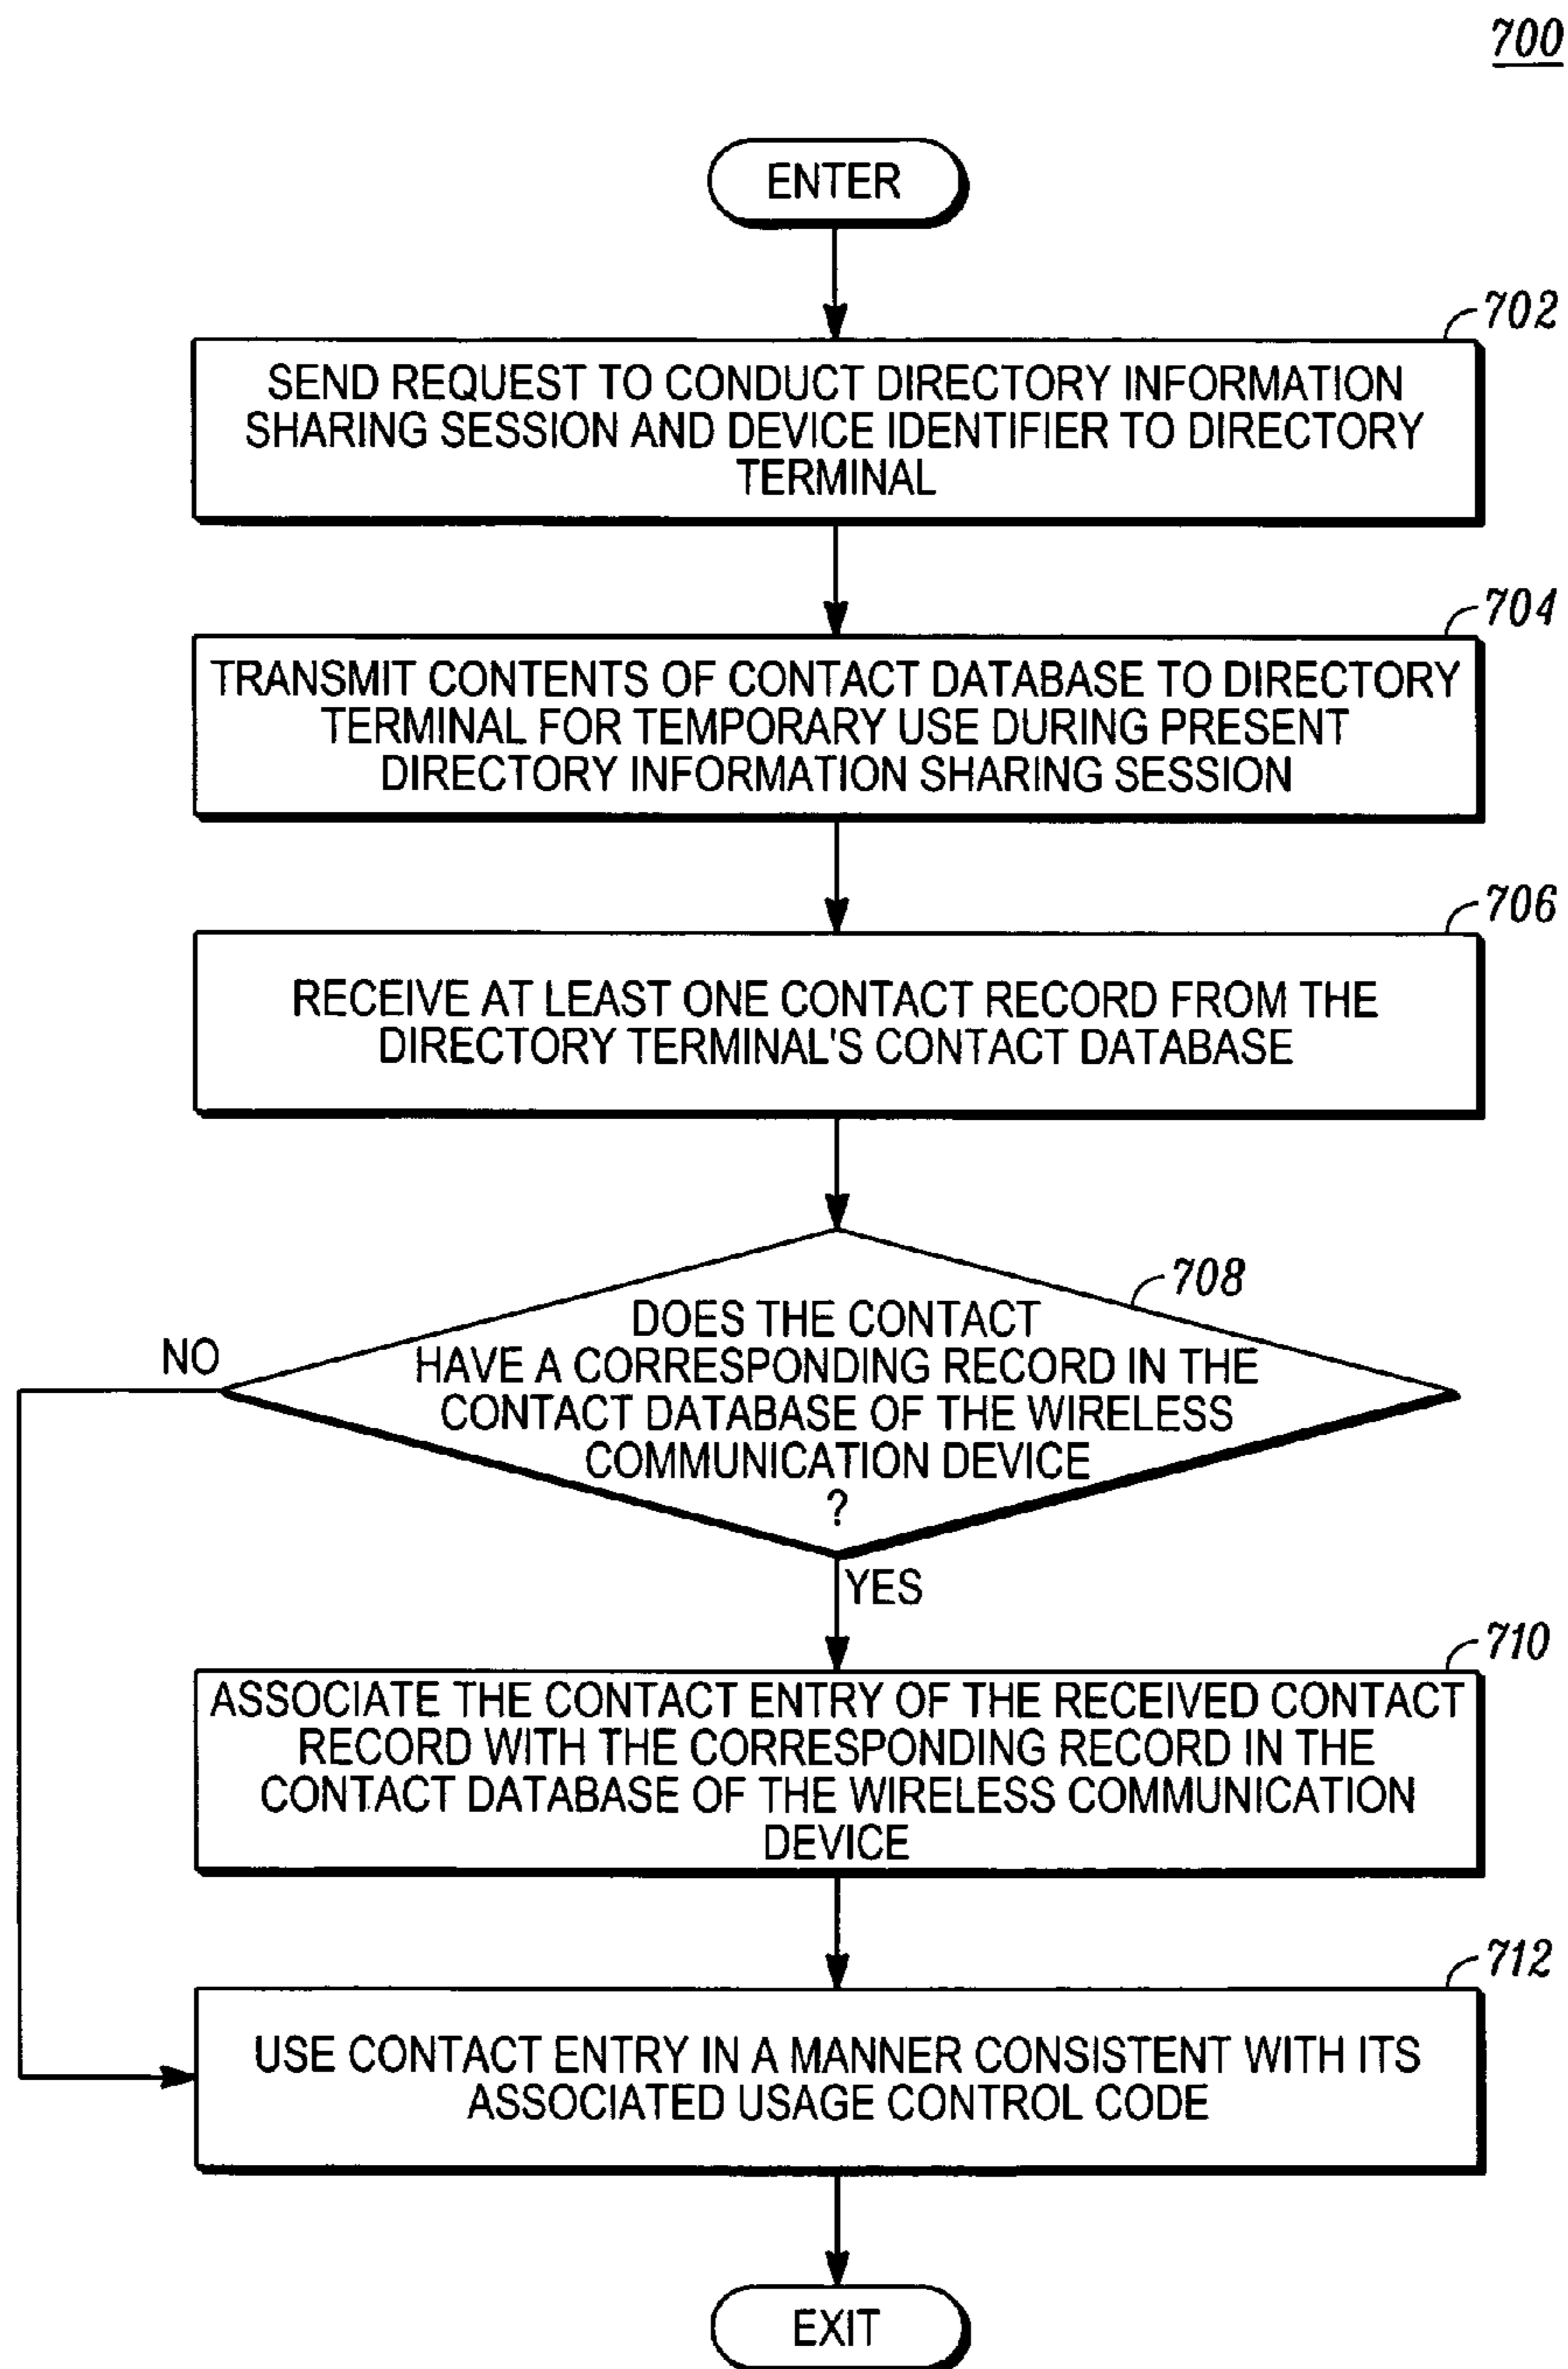 700
ENTER
702
SEND REQUEST TO CONDUCT DIRECTORY INFORMATION
SHARING SESSION AND DEVICE IDENTIFIER TO DIRECTORY
TERMINAL
704
TRANSMIT CONTENTS OF CONTACT DATABASE TO DIRECTORY
TERMINAL FOR TEMPORARY USE DURING PRESENT
DIRECTORY INFORMATION SHARING SESSION
706
RECEIVE AT LEAST ONE CONTACT RECORD FROM THE
DIRECTORY TERMINAL'S CONTACT DATABASE
708
DOES THE CONTACT
HAVE A CORRESPONDING RECORD IN THE
CONTACT DATABASE OF THE WIRELESS
COMMUNICATION DEVICE
?
NO
YES
710
ASSOCIATE THE CONTACT ENTRY OF THE RECEIVED CONTACT
RECORD WITH THE CORRESPONDING RECORD IN THE
CONTACT DATABASE OF THE WIRELESS COMMUNICATION
DEVICE
712
USE CONTACT ENTRY IN A MANNER CONSISTENT WITH ITS
ASSOCIATED USAGE CONTROL CODE
EXIT